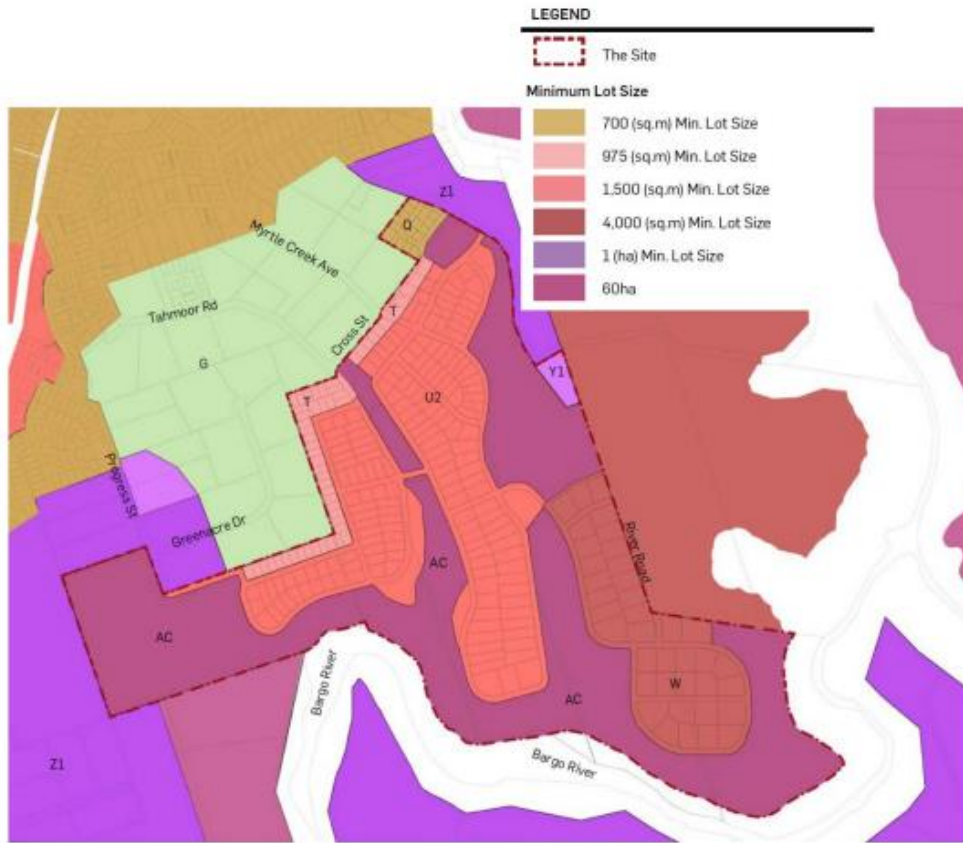 LEGEND
The Site
Minimum Lot Size
700 (sq.m) Min. Lot Size
975 (sq.m) Min. Lot Size
1,500 (sq.m) Min. Lot Size
4,000 (sq.m) Min. Lot Size
1 (ha) Min. Lot Size
60ha
Z1
Q
Myrtle Creek Ave
Tahmoor Rd
T
Cross St
G
Y1
U2
T
Progress St
Greenacre Dr
River Road
AC
AC
W
AC
Bargo River
Z1
Bargo River